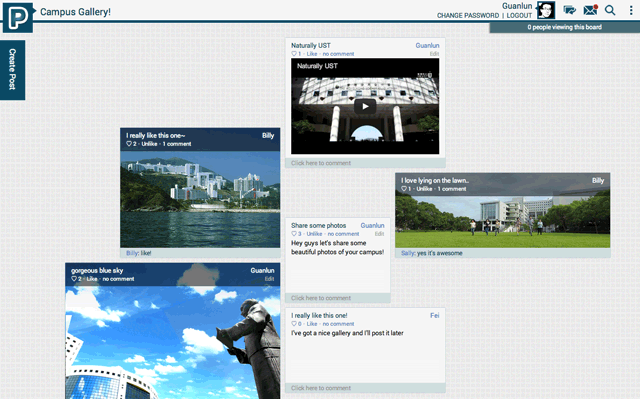 P
Campus Gallery!
Guanlun
CHANGE PASSWORD | LOGOUT
0 people viewing this board
Create Post
Naturally UST Guanlun
1 · Like · no comment Edit
Naturally UST
Click here to comment
I really like this one~ Billy
2 · Unlike · 1 comment
Billy: like!
I love lying on the lawn.. Billy
1 · Unlike · 1 comment
Sally: yes it's awesome
Share some photos Guanlun
3 · Unlike · no comment Edit
Hey guys let's share some
beautiful photos of your campus!
gorgeous blue sky Guanlun
2 · Like · no comment Edit
I really like this one! Fei
0 · Like · no comment
I've got a nice gallery and I'll post it later
Click here to comment